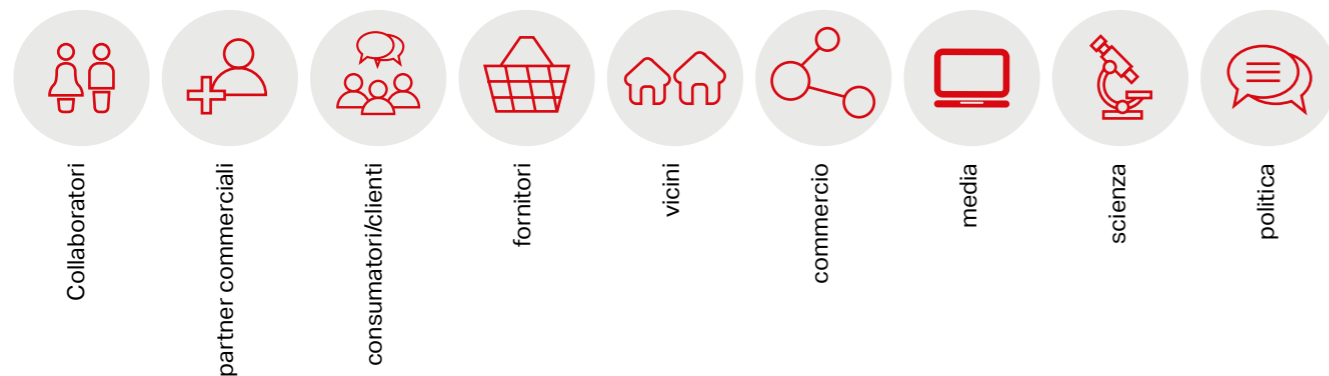 Collaboratori
partner commerciali
consumatori/clienti
fornitori
vicini
commercio
media
scienza
politica